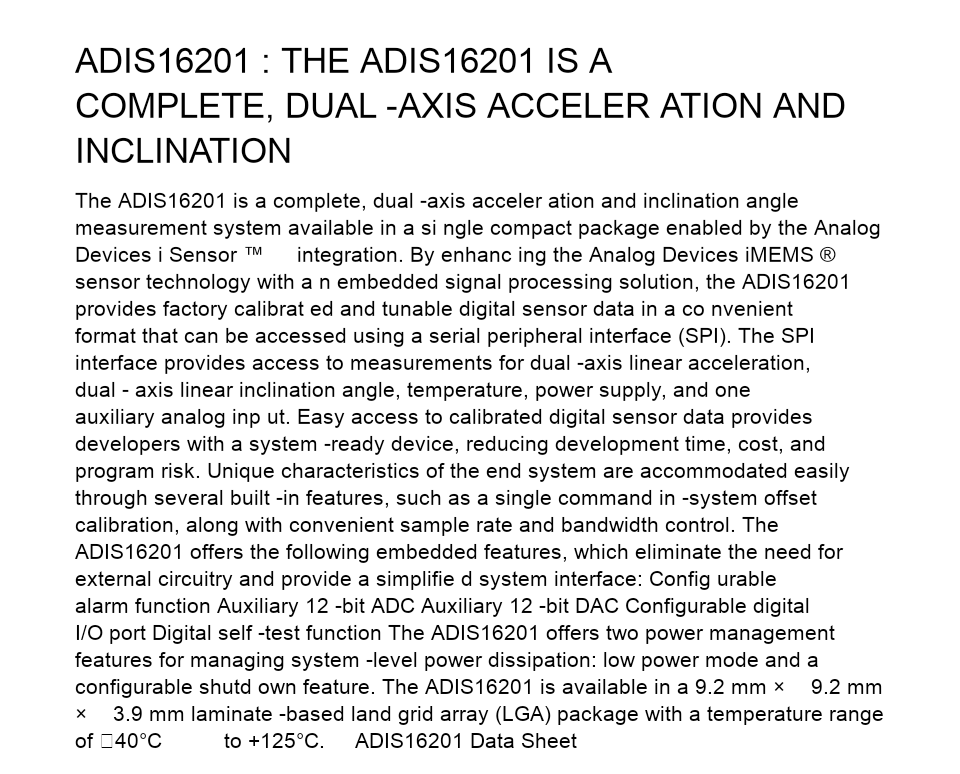 ADIS16201 : THE ADIS16201 IS A
COMPLETE, DUAL -AXIS ACCELER ATION AND
INCLINATION
The ADIS16201 is a complete, dual -axis acceler ation and inclination angle
measurement system available in a si ngle compact package enabled by the Analog
Devices i Sensor ™ integration. By enhanc ing the Analog Devices iMEMS ®
sensor technology with a n embedded signal processing solution, the ADIS16201
provides factory calibrat ed and tunable digital sensor data in a co nvenient
format that can be accessed using a serial peripheral interface (SPI). The SPI
interface provides access to measurements for dual -axis linear acceleration,
dual - axis linear inclination angle, temperature, power supply, and one
auxiliary analog inp ut. Easy access to calibrated digital sensor data provides
developers with a system -ready device, reducing development time, cost, and
program risk. Unique characteristics of the end system are accommodated easily
through several built -in features, such as a single command in -system offset
calibration, along with convenient sample rate and bandwidth control. The
ADIS16201 offers the following embedded features, which eliminate the need for
external circuitry and provide a simplifie d system interface: Config urable
alarm function Auxiliary 12 -bit ADC Auxiliary 12 -bit DAC Configurable digital
I/O port Digital self -test function The ADIS16201 offers two power management
features for managing system -level power dissipation: low power mode and a
configurable shutd own feature. The ADIS16201 is available in a 9.2 mm × 9.2 mm
× 3.9 mm laminate -based land grid array (LGA) package with a temperature range
of □40°C to +125°C. ADIS16201 Data Sheet